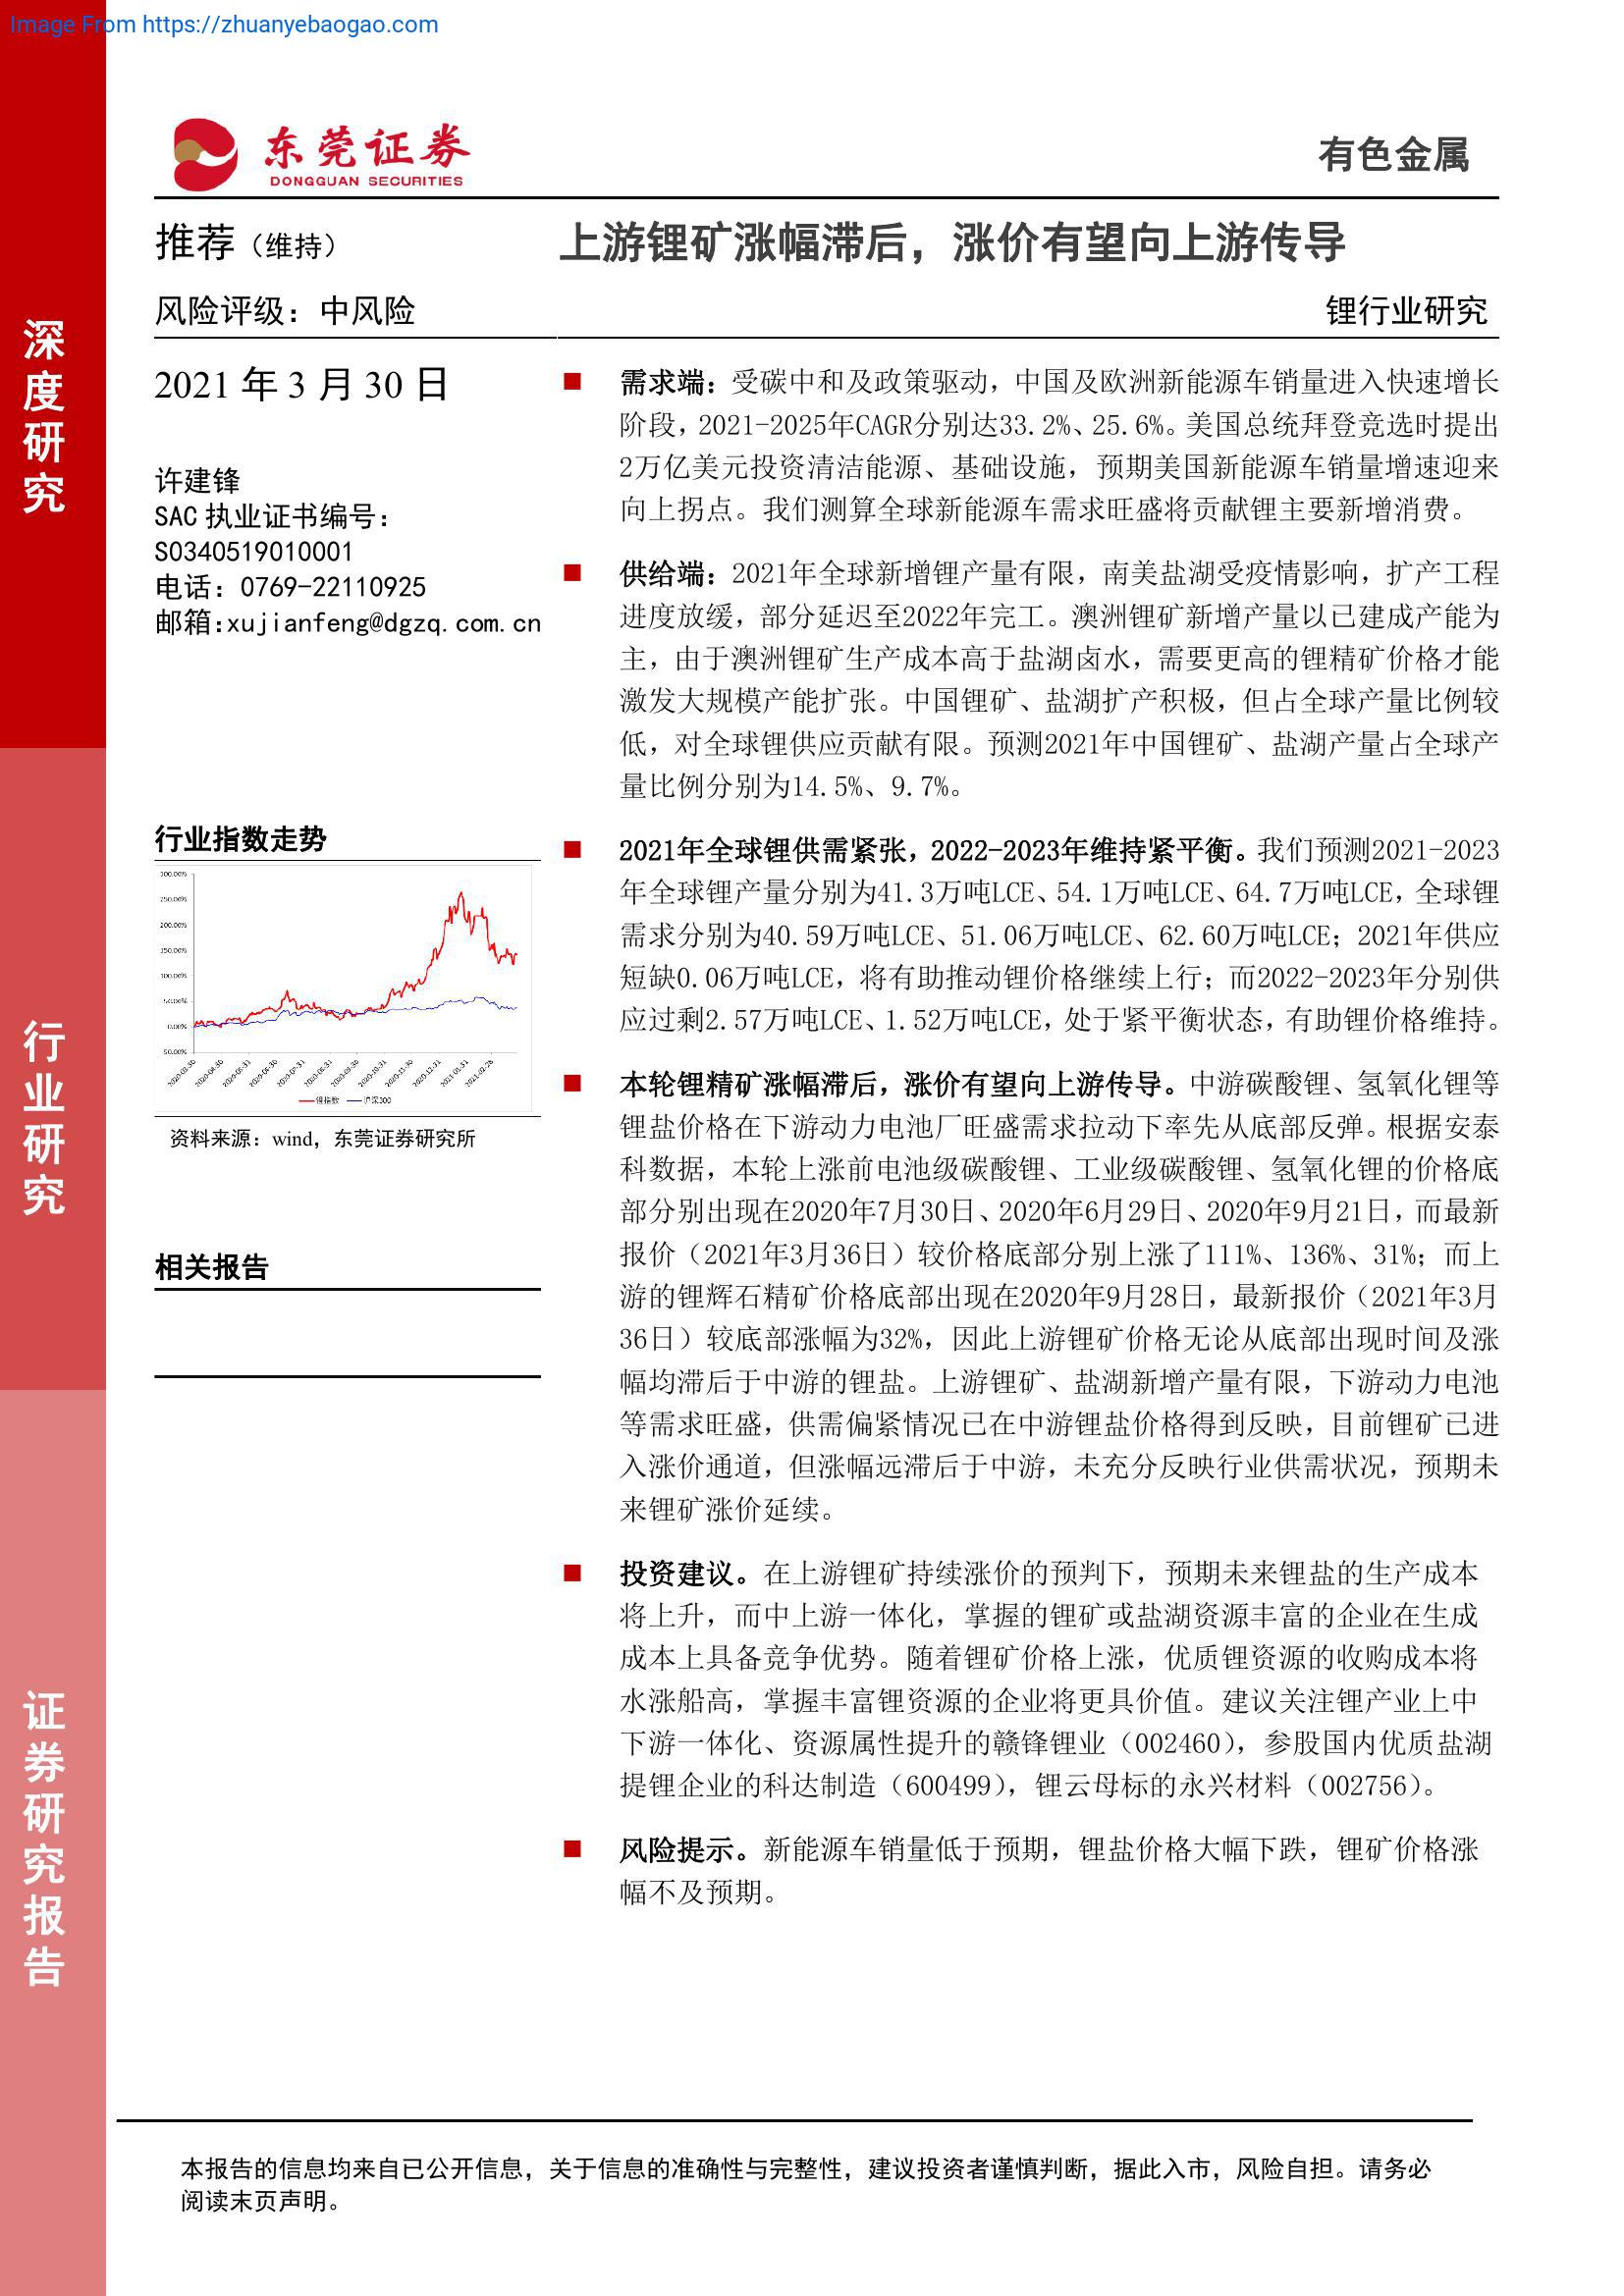 Image From https://zhuanyebaogao.com
东莞证券
DONGGUAN SECURITIES
有色金属
推荐（维持）
上游锂矿涨幅滞后，涨价有望向上游传导
风险评级：中风险
锂行业研究
深度研究
行业研究
证券研究报告
2021 年 3 月 30 日
许建锋
SAC 执业证书编号：
S0340519010001
电话：0769-22110925
邮箱:xujianfeng@dgzq.com.cn
行业指数走势
300.00%
250.00%
200.00%
150.00%
100.00%
50.00%
0.00%
50.00%
2020-03-30
2020-04-30
2020-05-31
2020-06-30
2020-07-31
2020-08-31
2020-09-30
2020-10-31
2020-11-30
2020-12-31
2021-01-31
2021-02-28
锂指数
沪深300
资料来源：wind，东莞证券研究所
相关报告
■ 需求端：受碳中和及政策驱动，中国及欧洲新能源车销量进入快速增长
阶段，2021-2025年CAGR分别达33.2%、25.6%。美国总统拜登竞选时提出
2万亿美元投资清洁能源、基础设施，预期美国新能源车销量增速迎来
向上拐点。我们测算全球新能源车需求旺盛将贡献锂主要新增消费。
■ 供给端：2021年全球新增锂产量有限，南美盐湖受疫情影响，扩产工程
进度放缓，部分延迟至2022年完工。澳洲锂矿新增产量以已建成产能为
主，由于澳洲锂矿生产成本高于盐湖卤水，需要更高的锂精矿价格才能
激发大规模产能扩张。中国锂矿、盐湖扩产积极，但占全球产量比例较
低，对全球锂供应贡献有限。预测2021年中国锂矿、盐湖产量占全球产
量比例分别为14.5%、9.7%。
■ 2021年全球锂供需紧张，2022-2023年维持紧平衡。我们预测2021-2023
年全球锂产量分别为41.3万吨LCE、54.1万吨LCE、64.7万吨LCE，全球锂
需求分别为40.59万吨LCE、51.06万吨LCE、62.60万吨LCE；2021年供应
短缺0.06万吨LCE，将有助推动锂价格继续上行；而2022-2023年分别供
应过剩2.57万吨LCE、1.52万吨LCE，处于紧平衡状态，有助锂价格维持。
■ 本轮锂精矿涨幅滞后，涨价有望向上游传导。中游碳酸锂、氢氧化锂等
锂盐价格在下游动力电池厂旺盛需求拉动下率先从底部反弹。根据安泰
科数据，本轮上涨前电池级碳酸锂、工业级碳酸锂、氢氧化锂的价格底
部分别出现在2020年7月30日、2020年6月29日、2020年9月21日，而最新
报价（2021年3月36日）较价格底部分别上涨了111%、136%、31%；而上
游的锂辉石精矿价格底部出现在2020年9月28日，最新报价（2021年3月
36日）较底部涨幅为32%，因此上游锂矿价格无论从底部出现时间及涨
幅均滞后于中游的锂盐。上游锂矿、盐湖新增产量有限，下游动力电池
等需求旺盛，供需偏紧情况已在中游锂盐价格得到反映，目前锂矿已进
入涨价通道，但涨幅远滞后于中游，未充分反映行业供需状况，预期未
来锂矿涨价延续。
■ 投资建议。在上游锂矿持续涨价的预判下，预期未来锂盐的生产成本
将上升，而中上游一体化，掌握的锂矿或盐湖资源丰富的企业在生成
成本上具备竞争优势。随着锂矿价格上涨，优质锂资源的收购成本将
水涨船高，掌握丰富锂资源的企业将更具价值。建议关注锂产业上中
下游一体化、资源属性提升的赣锋锂业（002460），参股国内优质盐湖
提锂企业的科达制造（600499），锂云母标的永兴材料（002756）。
■ 风险提示。新能源车销量低于预期，锂盐价格大幅下跌，锂矿价格涨
幅不及预期。
本报告的信息均来自已公开信息，关于信息的准确性与完整性，建议投资者谨慎判断，据此入市，风险自担。请务必
阅读末页声明。